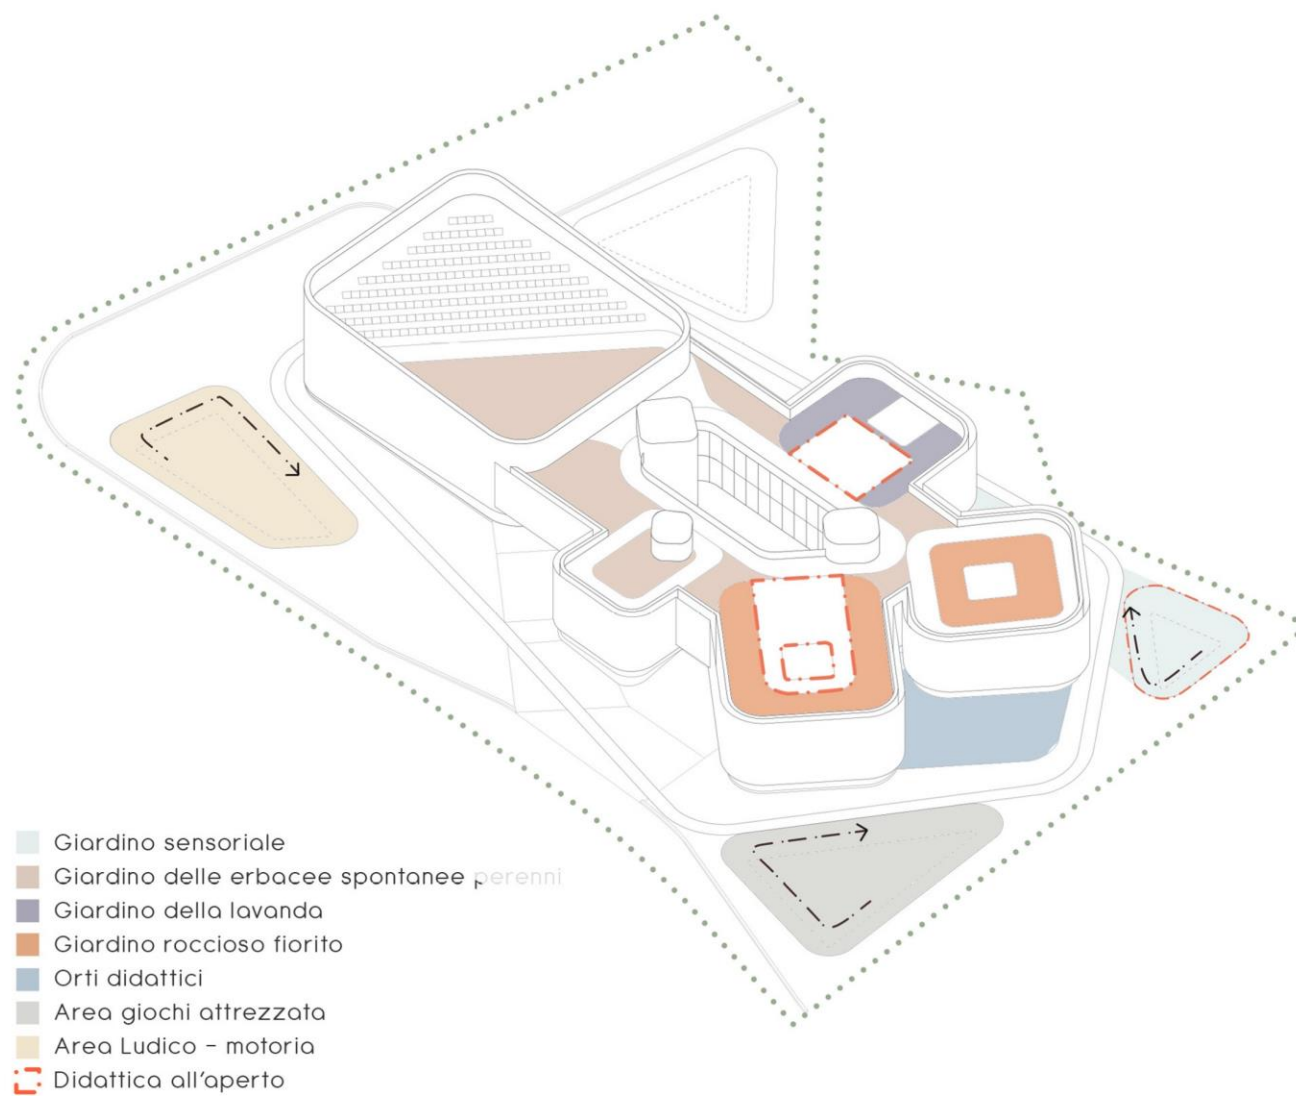 Giardino sensoriale
Giardino delle erbacee spontanee perenni
Giardino della lavanda
Giardino roccioso fiorito
Orti didattici
Area giochi attrezzata
Area Ludico - motoria
Didattica all'aperto